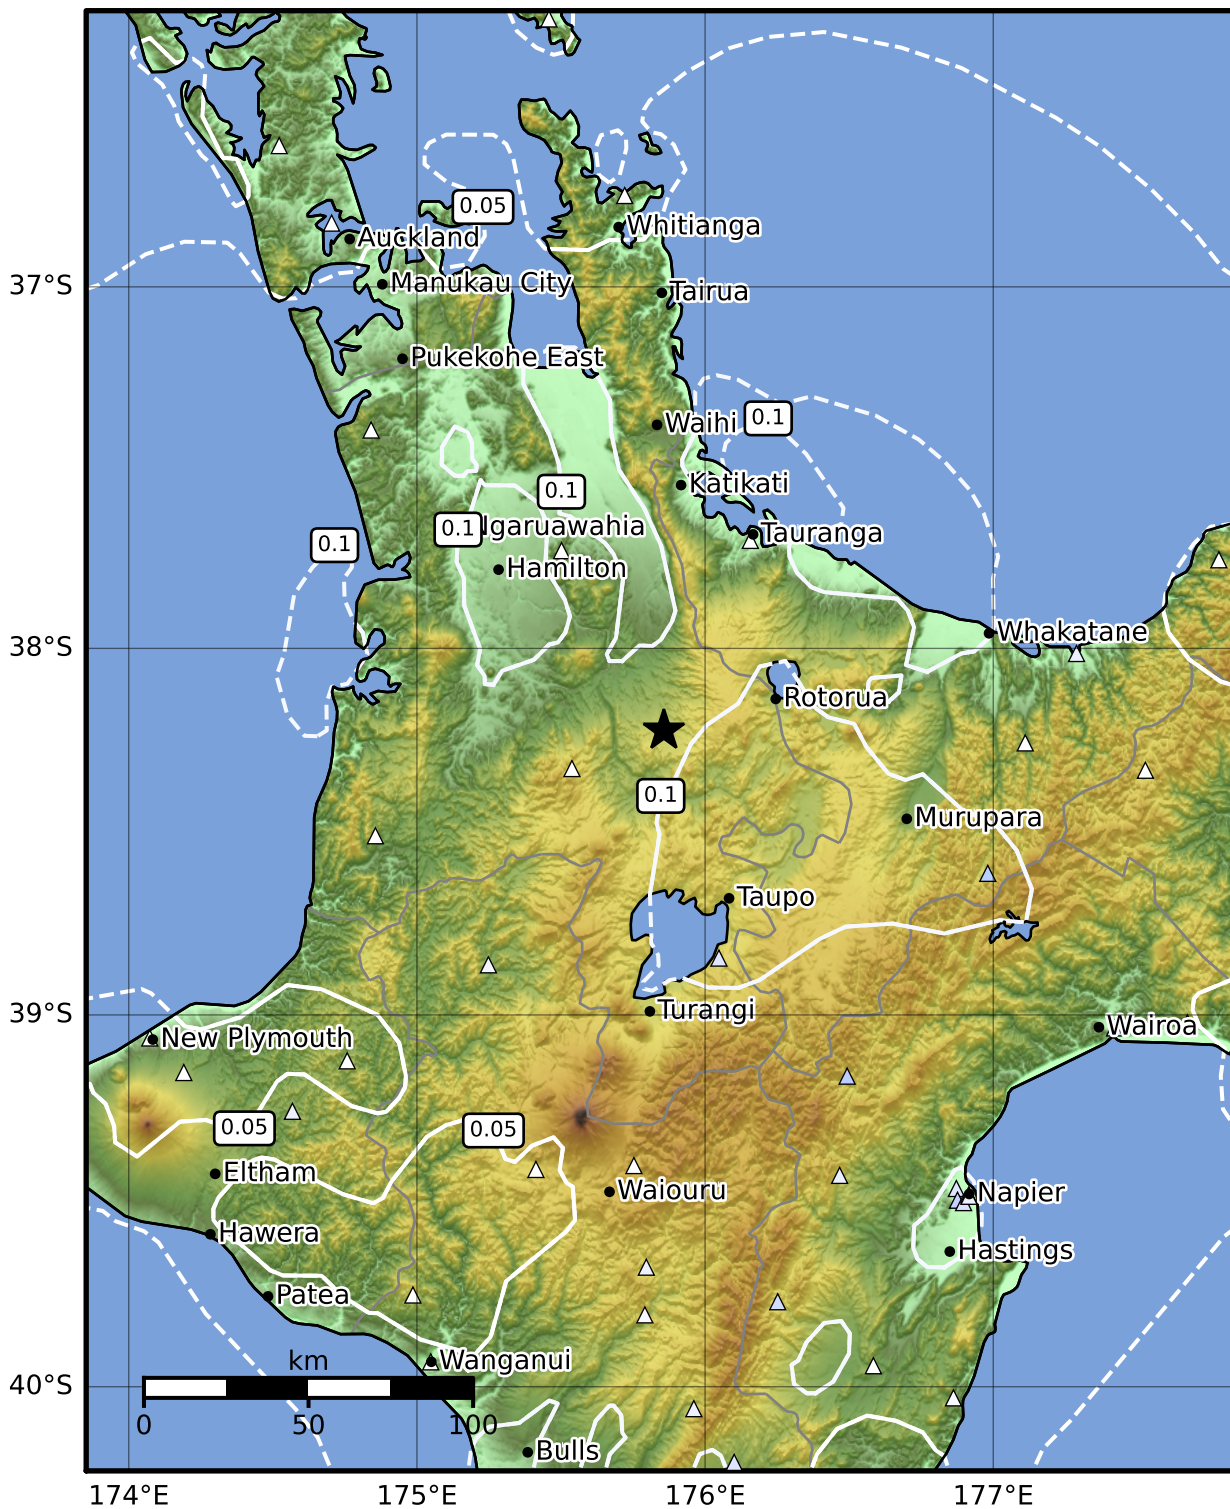 0.05
Whitianga
Auckland
37°S
Manukau City
Tairua
Pukekohe East
0.1
Waihi
Katikati
0.1
0.1
Igaruawahia
Tauranga
0.1
Hamilton
38°S
Whakatane
Rotorua
0.1
Murupara
Taupo
39°S
Turangi
Wairoa
New Plymouth
0.05
0.05
Eltham
Waiouru
Napier
Hawera
Hastings
Patea
km
Wanganui
40°S
0 50 100
Bulls
174°E 175°E 176°E 177°E